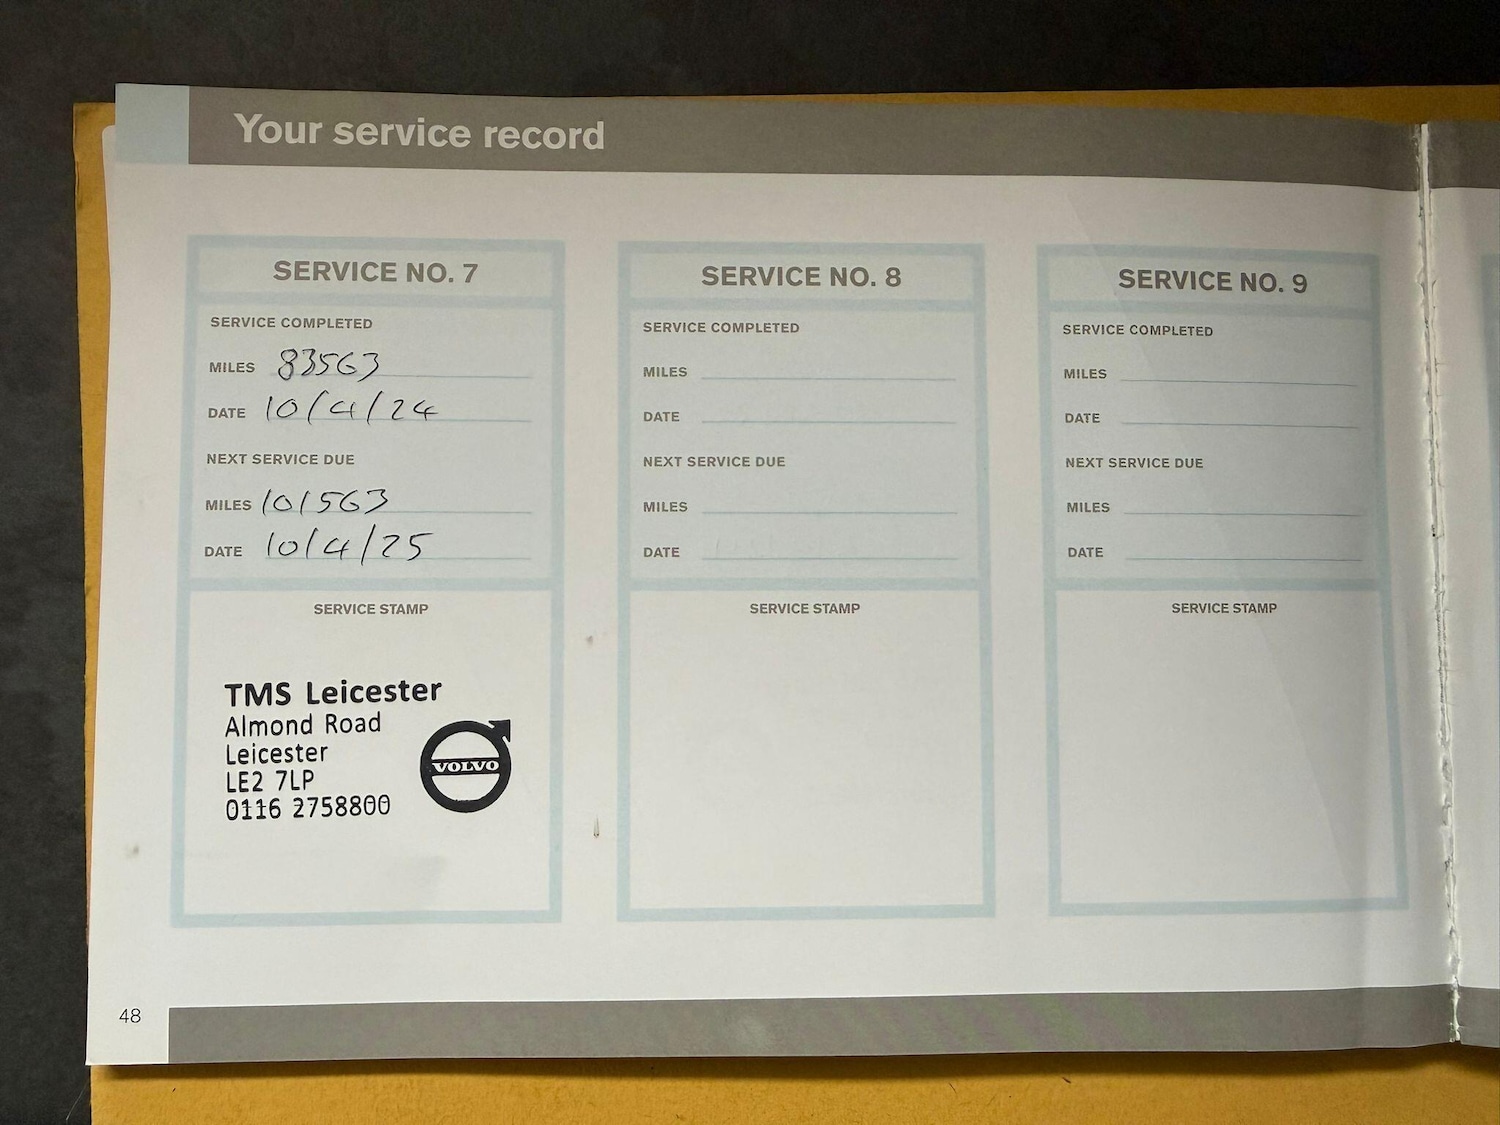 Your service record
SERVICE NO. 7
SERVICE COMPLETED
MILES 83563
DATE 10/4/24
NEXT SERVICE DUE
MILES 101563
DATE 10/4/25
SERVICE STAMP
TMS Leicester
Almond Road
Leicester
LE2 7LP
0116 2758800
VOLVO
SERVICE NO. 8
SERVICE COMPLETED
MILES
DATE
NEXT SERVICE DUE
MILES
DATE
SERVICE STAMP
SERVICE NO. 9
SERVICE COMPLETED
MILES
DATE
NEXT SERVICE DUE
MILES
DATE
SERVICE STAMP
48